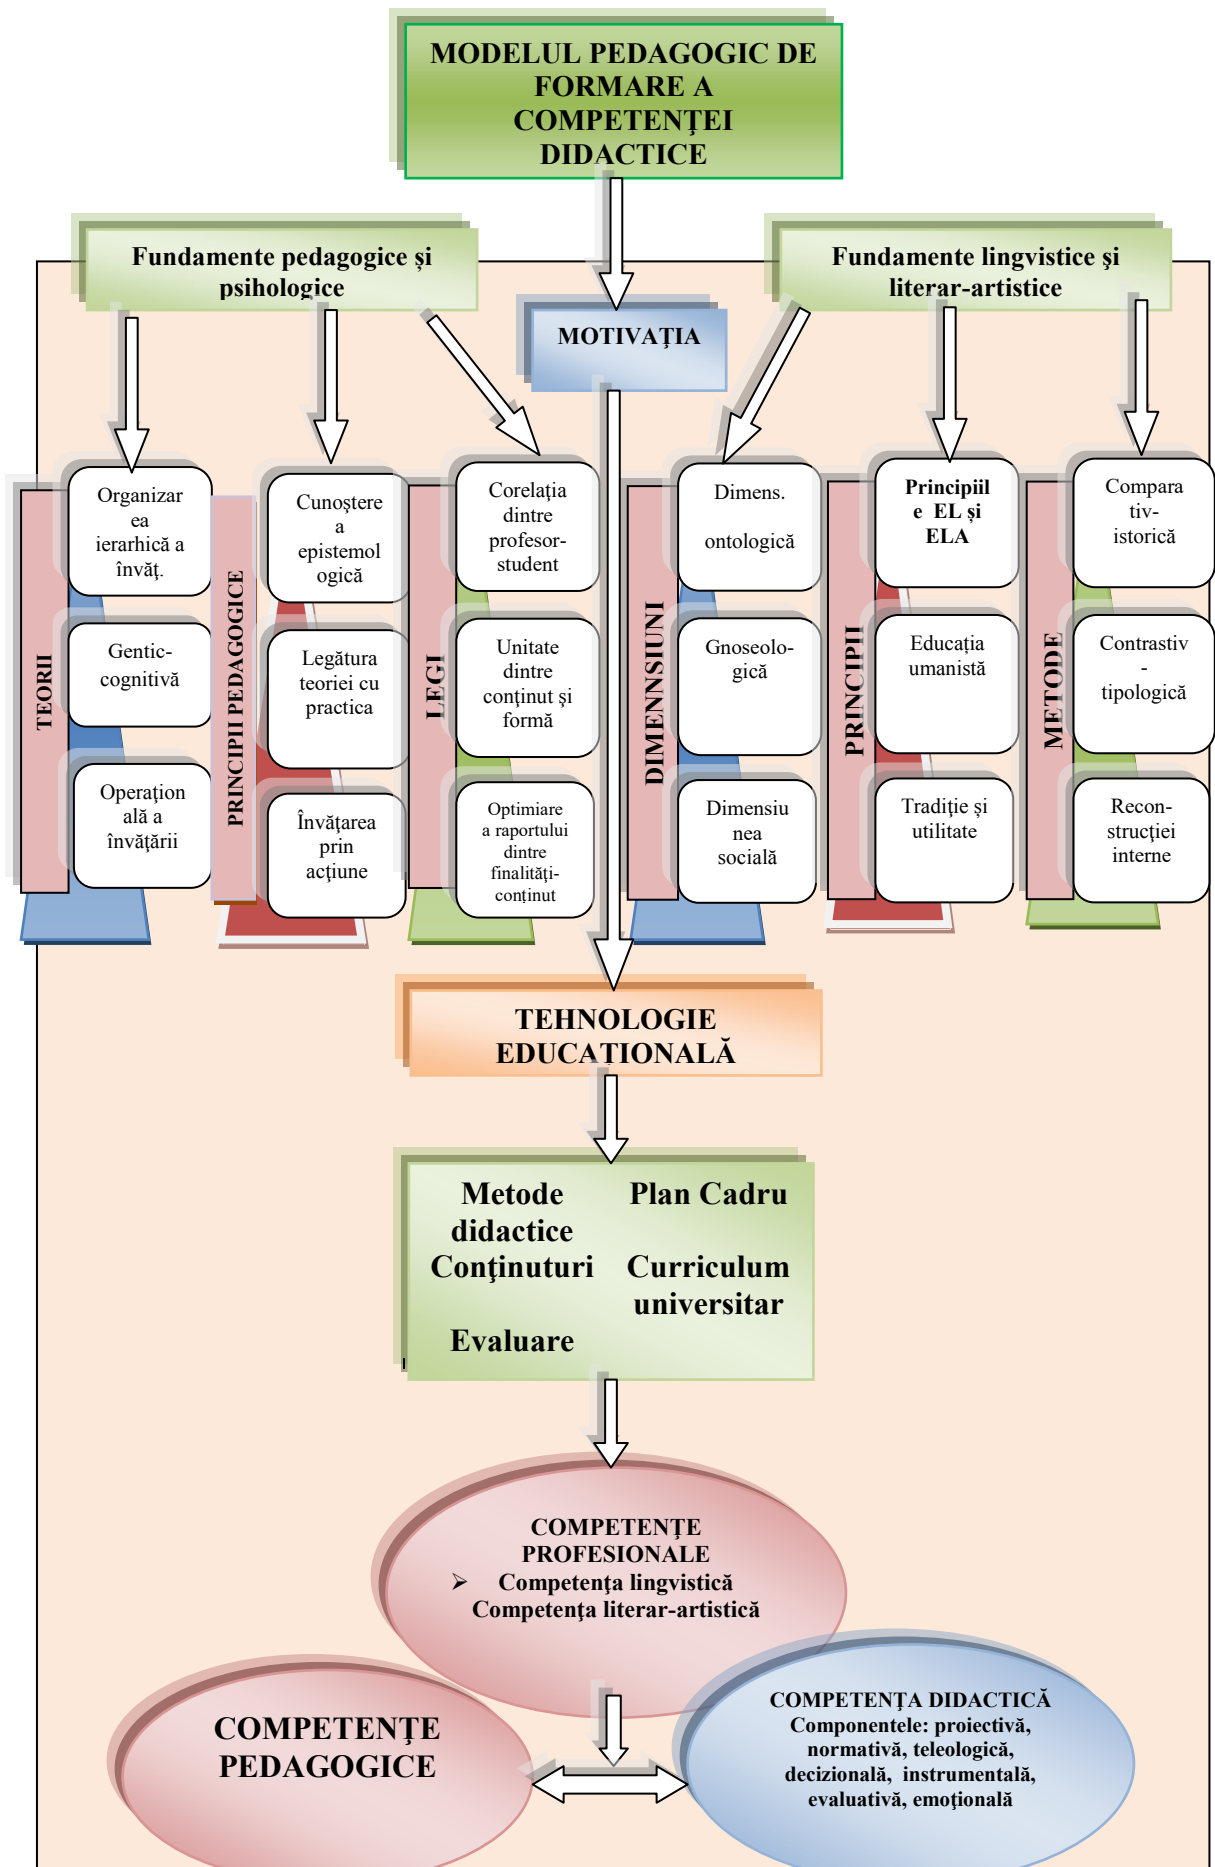 MODELUL PEDAGOGIC DE
FORMARE A
COMPETENŢEI
DIDACTICE
Fundamente pedagogice și
psihologice
Fundamente lingvistice şi
literar-artistice
MOTIVAŢIA
TEORII
Organizar
ea
ierarhică a
învăţ.
Gentic-
cognitivă
Operaţion
ală a
învăţării
PRINCIPII PEDAGOGICE
Cunoştere
a
epistemol
ogică
Legătura
teoriei cu
practica
Învăţarea
prin
acţiune
LEGI
Corelaţia
dintre
profesor-
student
Unitate
dintre
conţinut şi
formă
Optimiare
a raportului
dintre
finalităţi-
conţinut
DIMENNSIUNI
Dimens.
ontologică
Gnoseolo-
gică
Dimensiu
nea
socială
PRINCIPII
Principiil
e EL și
ELA
Educația
umanistă
Tradiție și
utilitate
METODE
Compara
tiv-
istorică
Contrastiv
-
tipologică
Recon-
strucţiei
interne
TEHNOLOGIE
EDUCAŢIONALĂ
Metode
didactice
Conţinuturi
Evaluare
Plan Cadru
Curriculum
universitar
COMPETENŢE
PROFESIONALE
➢ Competenţa lingvistică
Competenţa literar-artistică
COMPETENŢE
PEDAGOGICE
COMPETENŢA DIDACTICĂ
Componentele: proiectivă,
normativă, teleologică,
decizională, instrumentală,
evaluativă, emoţională